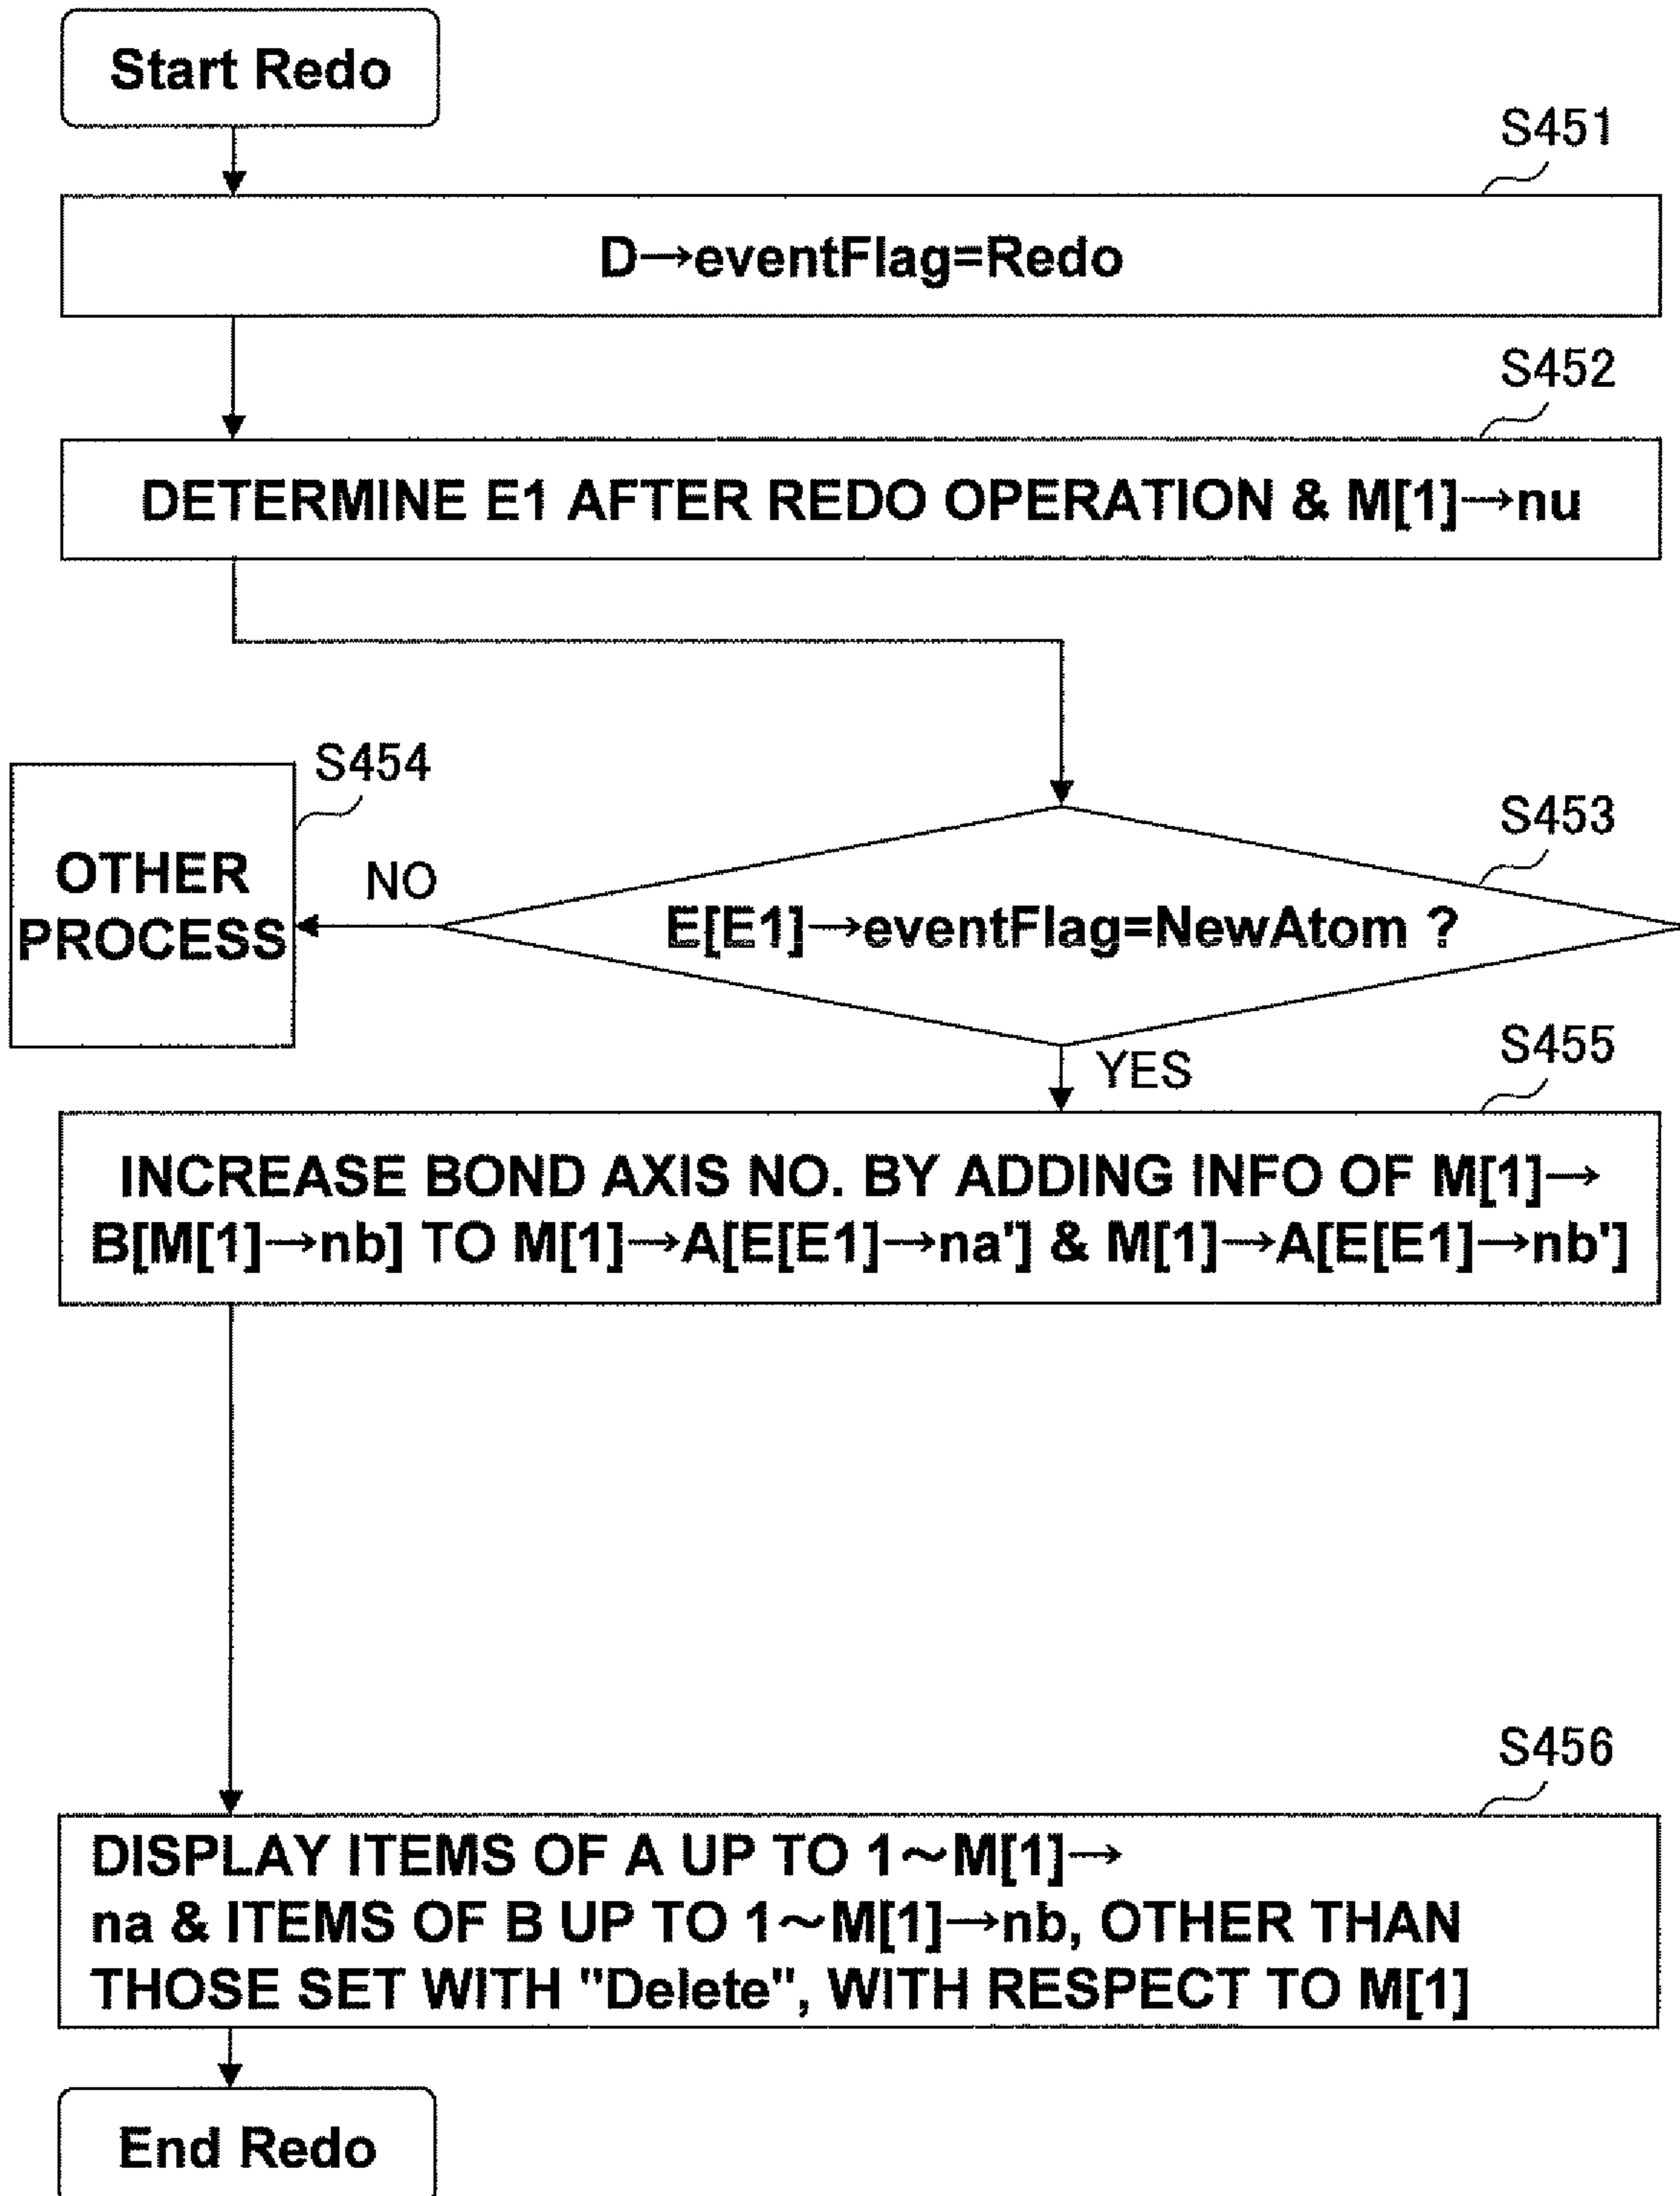 Start Redo
S451
D→eventFlag=Redo
S452
DETERMINE E1 AFTER REDO OPERATION & M[1]→nu
S454
OTHER
PROCESS
NO
S453
E[E1]→eventFlag=NewAtom ?
YES
S455
INCREASE BOND AXIS NO. BY ADDING INFO OF M[1]→
B[M[1]→nb] TO M[1]→A[E[E1]→na'] & M[1]→A[E[E1]→nb']
S456
DISPLAY ITEMS OF A UP TO 1~M[1]→
na & ITEMS OF B UP TO 1~M[1]→nb, OTHER THAN
THOSE SET WITH "Delete", WITH RESPECT TO M[1]
End Redo